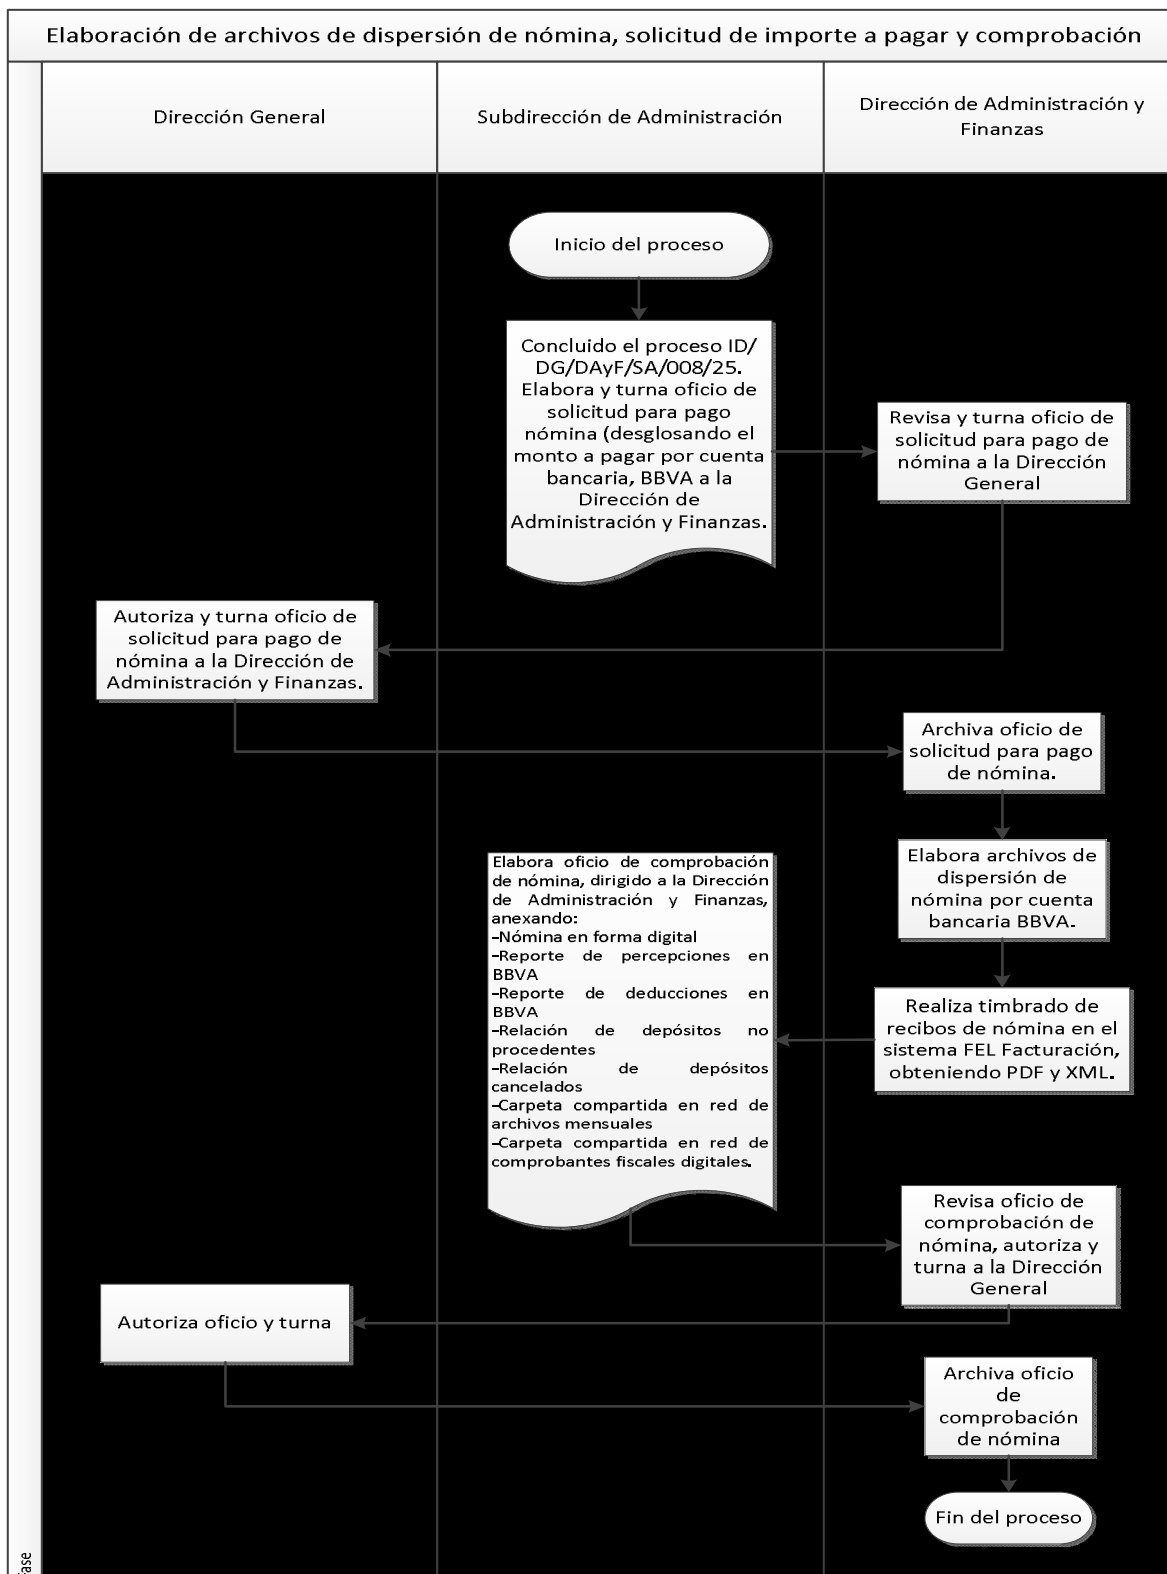 Elaboración de archivos de dispersión de nómina, solicitud de importe a pagar y comprobación
Dirección General
Subdirección de Administración
Dirección de Administración y
Finanzas
Inicio del proceso
Concluido el proceso ID/
DG/DAyF/SA/008/25.
Elabora y turna oficio de
solicitud para pago
nómina (desglosando el
monto a pagar por cuenta
bancaria, BBVA a la
Dirección de
Administración y Finanzas.
Revisa y turna oficio de
solicitud para pago de
nómina a la Dirección
General
Autoriza y turna oficio de
solicitud para pago de
nómina a la Dirección de
Administración y Finanzas.
Archiva oficio de
solicitud para pago
de nómina.
Elabora archivos de
dispersión de
nómina por cuenta
bancaria BBVA.
Realiza timbrado de
recibos de nómina en el
sistema FEL Facturación,
obteniendo PDF y XML.
Elabora oficio de comprobación
de nómina, dirigido a la Dirección
de Administración y Finanzas,
anexando:
-Nómina en forma digital
-Reporte de percepciones en
BBVA
-Reporte de deducciones en
BBVA
-Relación de depósitos no
procedentes
-Relación de depósitos
cancelados
-Carpeta compartida en red de
archivos mensuales
-Carpeta compartida en red de
comprobantes fiscales digitales.
Revisa oficio de
comprobación de
nómina, autoriza y
turna a la Dirección
General
Autoriza oficio y turna
Archiva oficio
de
comprobación
de nómina
Fin del proceso